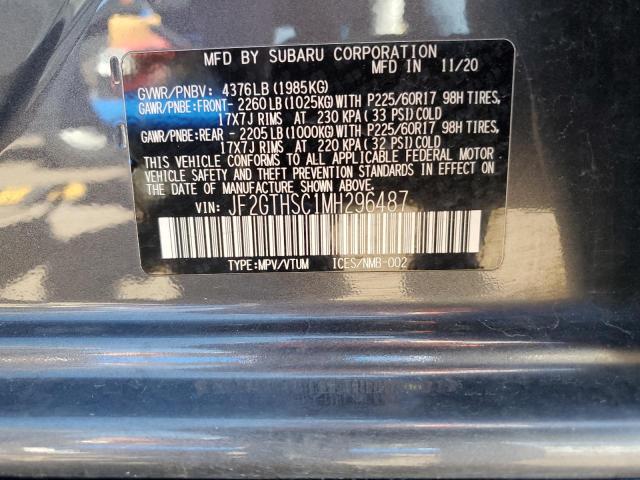 MFD BY SUBARU CORPORATION
MFD IN 11/20
GVWR/PNBV: 4376LB (1985KG)
GAWR/PNBE:FRONT- 2260LB (1025KG) WITH P225/60R17 98H TIRES,
17X7J RIMS AT 230 KPA (33 PSI) COLD
GAWR/PNBE:REAR - 2205LB (1000KG) WITH P225/60R17 98H TIRES,
17X7J RIMS AT 220 KPA (32 PSI) COLD
THIS VEHICLE CONFORMS TO ALL APPLICABLE FEDERAL MOTOR
VEHICLE SAFETY AND THEFT PREVENTION STANDARDS IN EFFECT ON
THE DATE OF MANUFACTURE SHOWN ABOVE.
VIN: JF2GTHSC1MH296487
TYPE:MPV/VTUM ICES/NMB-002